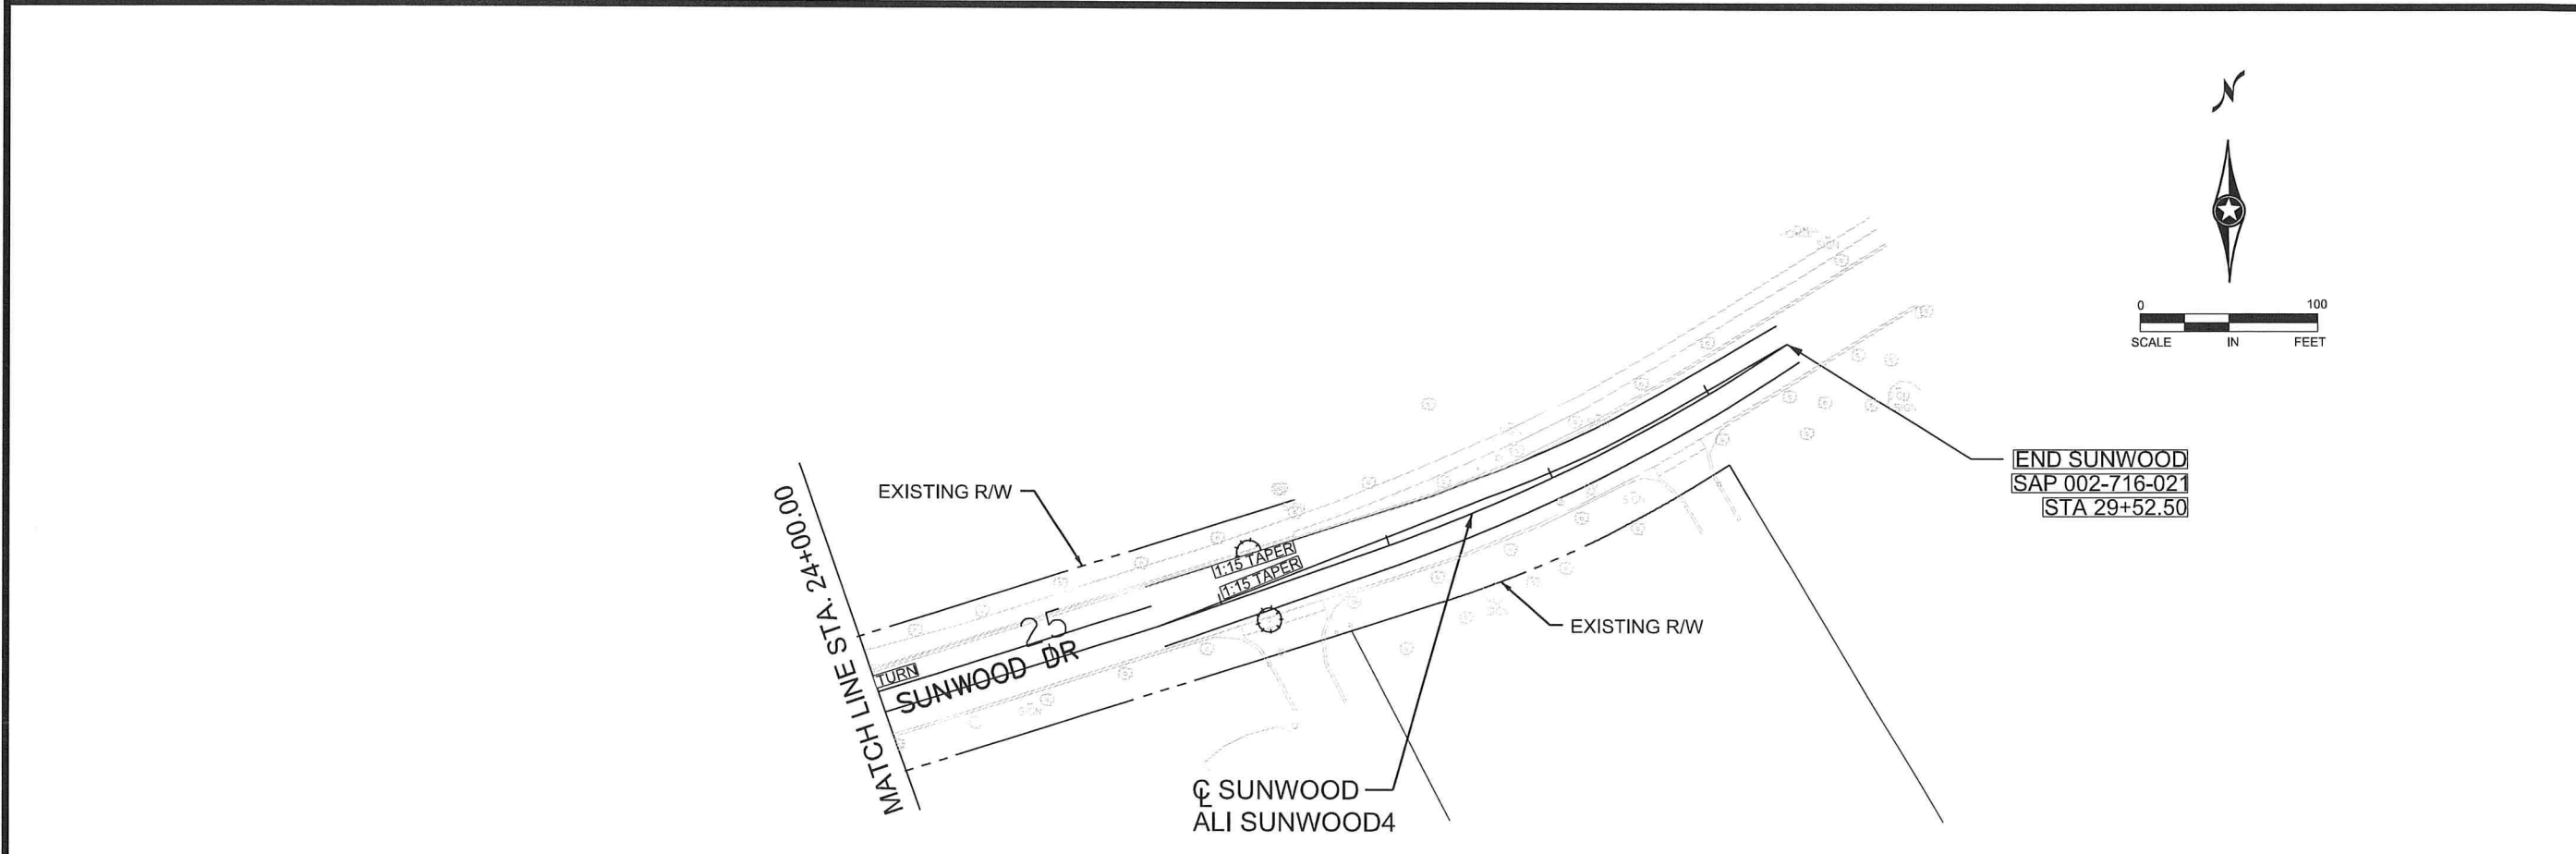 N
0 100
SCALE IN FEET
END SUNWOOD
SAP 002-716-021
STA 29+52.50
EXISTING R/W
MATCH LINE STA. 24+00.00
1:15 TAPER
1:15 TAPER
25
TURN
SUNWOOD DR
EXISTING R/W
℄ SUNWOOD
ALI SUNWOOD4